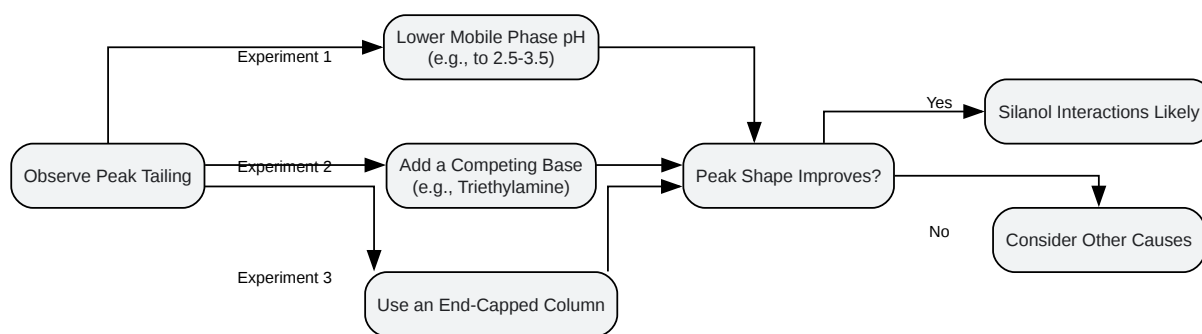 Lower Mobile Phase pH
(e.g., to 2.5-3.5)
Experiment 1
Yes
Silanol Interactions Likely
Observe Peak Tailing
Experiment 2
Add a Competing Base
(e.g., Triethylamine)
Peak Shape Improves?
No
Consider Other Causes
Experiment 3
Use an End-Capped Column